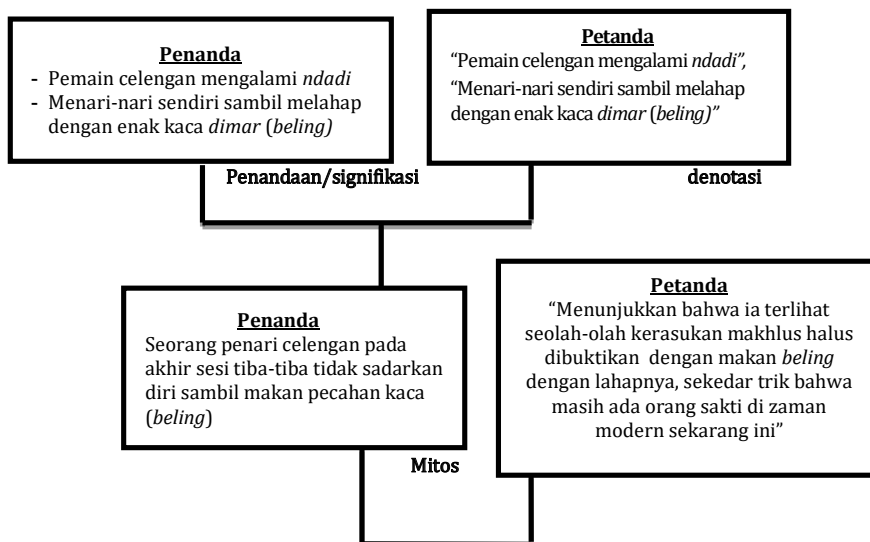 Penanda
- Pemain celengan mengalami ndadi
- Menari-nari sendiri sambil melahap
dengan enak kaca dimar (beling)
Petanda
“Pemain celengan mengalami ndadi”,
“Menari-nari sendiri sambil melahap
dengan enak kaca dimar (beling)”
Penandaan/signifikasi
denotasi
Penanda
Seorang penari celengan pada
akhir sesi tiba-tiba tidak sadarkan
diri sambil makan pecahan kaca
(beling)
Petanda
“Menunjukkan bahwa ia terlihat
seolah-olah kerasukan makhlus halus
dibuktikan dengan makan beling
dengan lahapnya, sekedar trik bahwa
masih ada orang sakti di zaman
modern sekarang ini”
Mitos